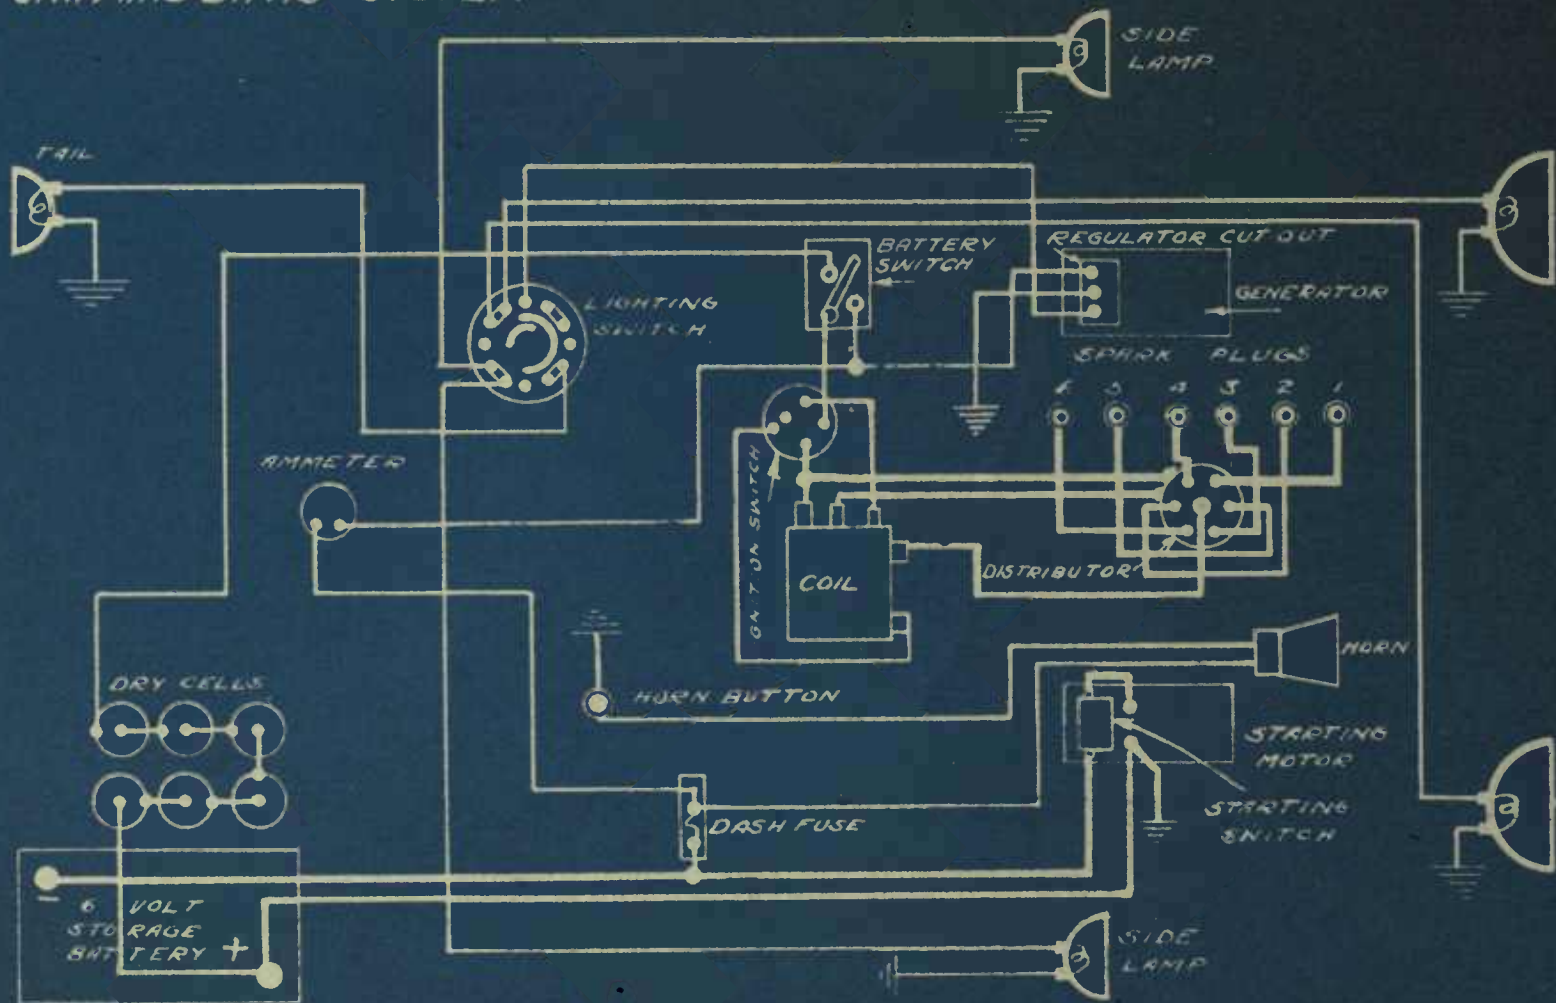 SIDE
LAMP
TAIL
BATTERY
SWITCH
REGULATOR CUT OUT
GENERATOR
LIGHTING
SWITCH
SPARK PLUGS
6 5 4 3 2 1
AMMETER
IGNITION SWITCH
COIL
DISTRIBUTOR
DRY CELLS
HORN BUTTON
HORN
STARTING
MOTOR
STARTING
SWITCH
DASH FUSE
-
6 VOLT
STORAGE
BATTERY +
SIDE
LAMP